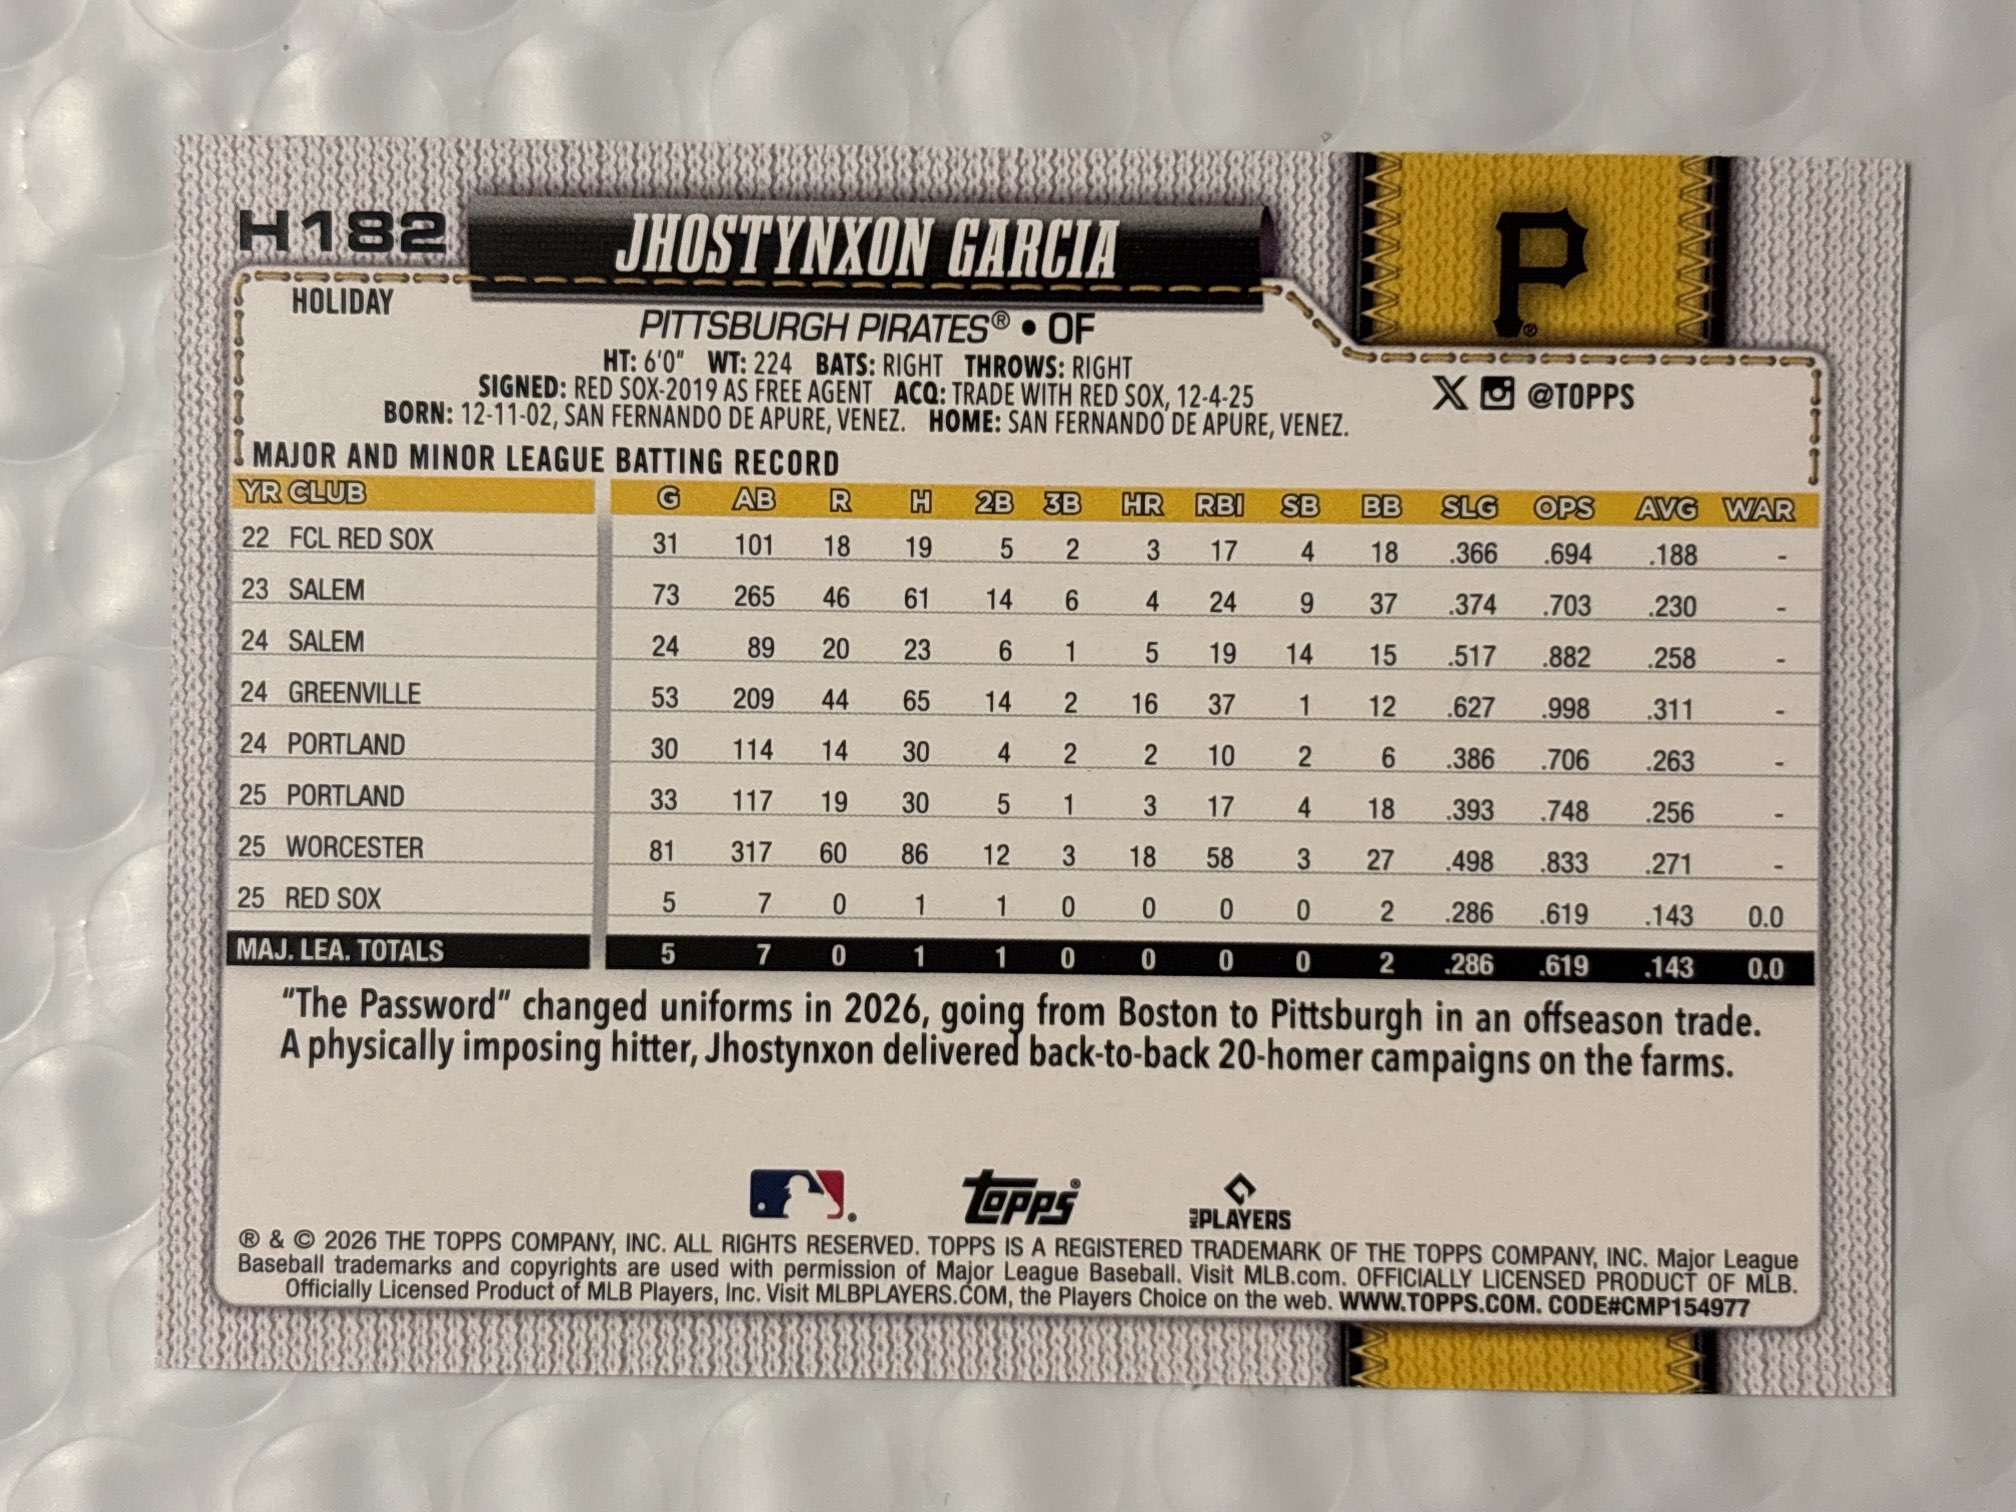 H182
JHOSTYNXON GARCIA
P®
HOLIDAY
PITTSBURGH PIRATES® • OF
HT: 6'0" WT: 224 BATS: RIGHT THROWS: RIGHT
SIGNED: RED SOX-2019 AS FREE AGENT ACQ: TRADE WITH RED SOX, 12-4-25
BORN: 12-11-02, SAN FERNANDO DE APURE, VENEZ. HOME: SAN FERNANDO DE APURE, VENEZ.
X @TOPPS
MAJOR AND MINOR LEAGUE BATTING RECORD
YR CLUB G AB R H 2B 3B HR RBI SB BB SLG OPS AVG WAR
22 FCL RED SOX 31 101 18 19 5 2 3 17 4 18 .366 .694 .188 -
23 SALEM 73 265 46 61 14 6 4 24 9 37 .374 .703 .230 -
24 SALEM 24 89 20 23 6 1 5 19 14 15 .517 .882 .258 -
24 GREENVILLE 53 209 44 65 14 2 16 37 1 12 .627 .998 .311 -
24 PORTLAND 30 114 14 30 4 2 2 10 2 6 .386 .706 .263 -
25 PORTLAND 33 117 19 30 5 1 3 17 4 18 .393 .748 .256 -
25 WORCESTER 81 317 60 86 12 3 18 58 3 27 .498 .833 .271 -
25 RED SOX 5 7 0 1 1 0 0 0 0 2 .286 .619 .143 0.0
MAJ. LEA. TOTALS 5 7 0 1 1 0 0 0 0 2 .286 .619 .143 0.0
"The Password" changed uniforms in 2026, going from Boston to Pittsburgh in an offseason trade.
A physically imposing hitter, Jhostynxon delivered back-to-back 20-homer campaigns on the farms.
Topps® MLB PLAYERS
® & © 2026 THE TOPPS COMPANY, INC. ALL RIGHTS RESERVED. TOPPS IS A REGISTERED TRADEMARK OF THE TOPPS COMPANY, INC. Major League
Baseball trademarks and copyrights are used with permission of Major League Baseball. Visit MLB.com. OFFICIALLY LICENSED PRODUCT OF MLB.
Officially Licensed Product of MLB Players, Inc. Visit MLBPLAYERS.COM, the Players Choice on the web. WWW.TOPPS.COM. CODE#CMP154977